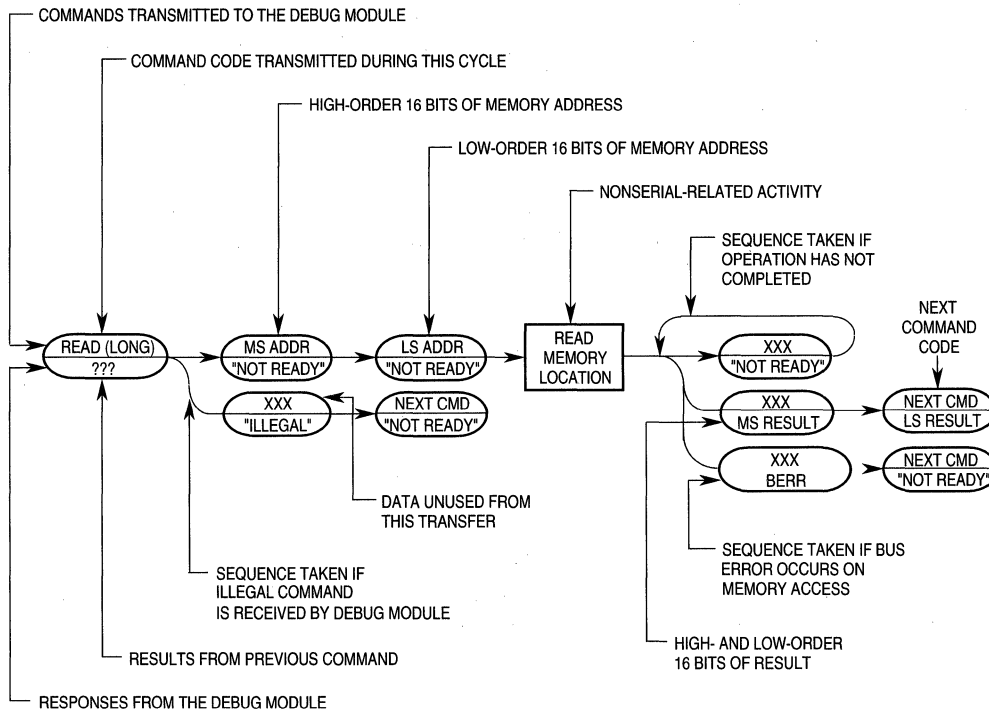 COMMANDS TRANSMITTED TO THE DEBUG MODULE
COMMAND CODE TRANSMITTED DURING THIS CYCLE
HIGH-ORDER 16 BITS OF MEMORY ADDRESS
LOW-ORDER 16 BITS OF MEMORY ADDRESS
NONSERIAL-RELATED ACTIVITY
SEQUENCE TAKEN IF
OPERATION HAS NOT
COMPLETED
NEXT
COMMAND
CODE
READ (LONG)
???
MS ADDR
"NOT READY"
LS ADDR
"NOT READY"
READ
MEMORY
LOCATION
XXX
"NOT READY"
XXX
"ILLEGAL"
NEXT CMD
"NOT READY"
XXX
MS RESULT
NEXT CMD
LS RESULT
XXX
BERR
NEXT CMD
"NOT READY"
DATA UNUSED FROM
THIS TRANSFER
SEQUENCE TAKEN IF
ILLEGAL COMMAND
IS RECEIVED BY DEBUG MODULE
SEQUENCE TAKEN IF BUS
ERROR OCCURS ON
MEMORY ACCESS
HIGH- AND LOW-ORDER
16 BITS OF RESULT
RESULTS FROM PREVIOUS COMMAND
RESPONSES FROM THE DEBUG MODULE